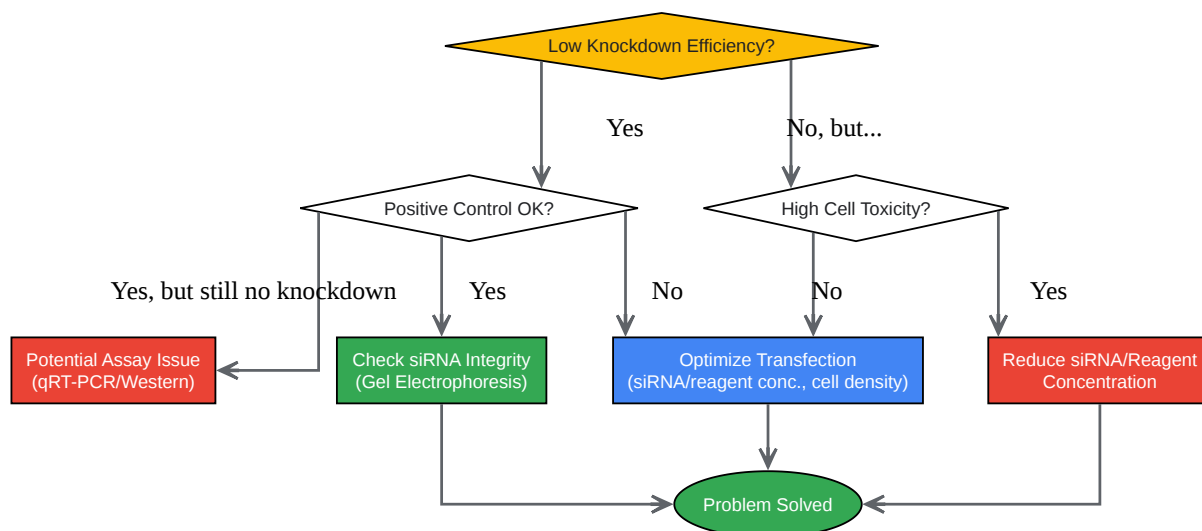 Low Knockdown Efficiency?
Yes
No, but...
Positive Control OK?
High Cell Toxicity?
Yes, but still no knockdown
Yes
No
No
Yes
Potential Assay Issue
(qRT-PCR/Western)
Check siRNA Integrity
(Gel Electrophoresis)
Optimize Transfection
(siRNA/reagent conc., cell density)
Reduce siRNA/Reagent
Concentration
Problem Solved